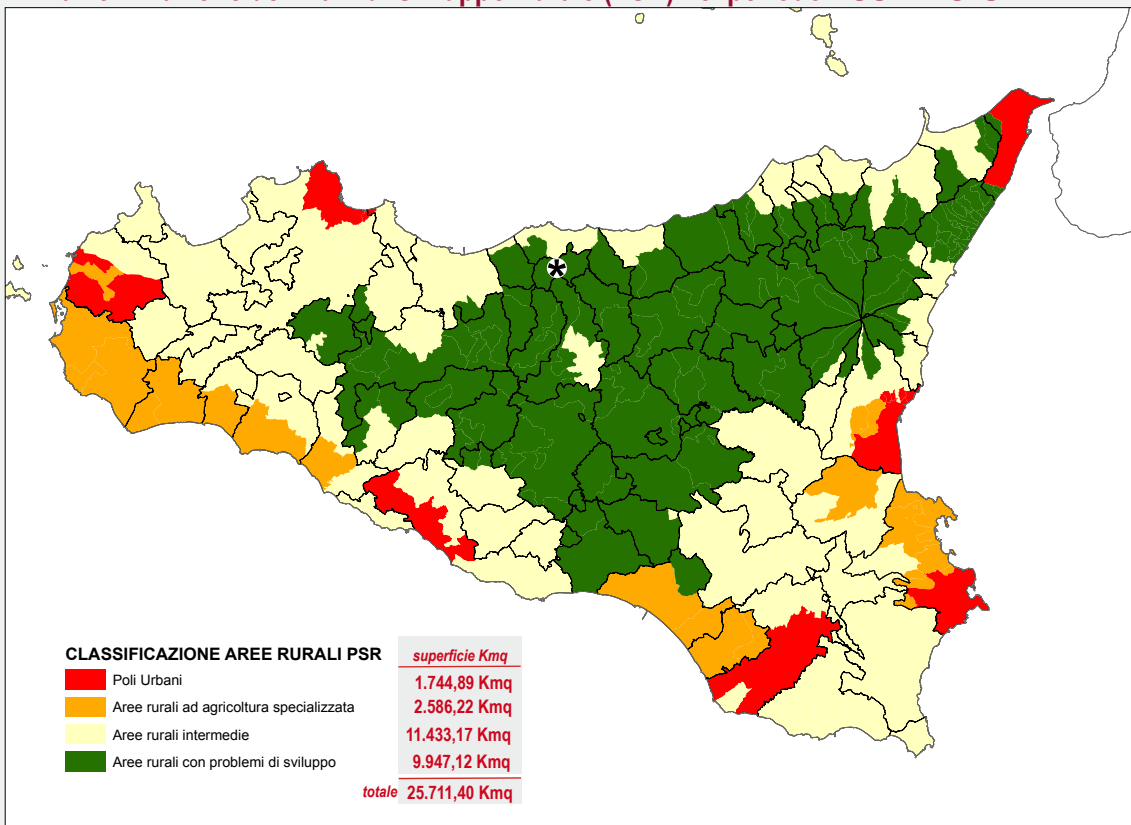 CLASSIFICAZIONE AREE RURALI PSR superficie Kmq
Poli Urbani 1.744,89 Kmq
Aree rurali ad agricoltura specializzata 2.586,22 Kmq
Aree rurali intermedie 11.433,17 Kmq
Aree rurali con problemi di sviluppo 9.947,12 Kmq
totale 25.711,40 Kmq